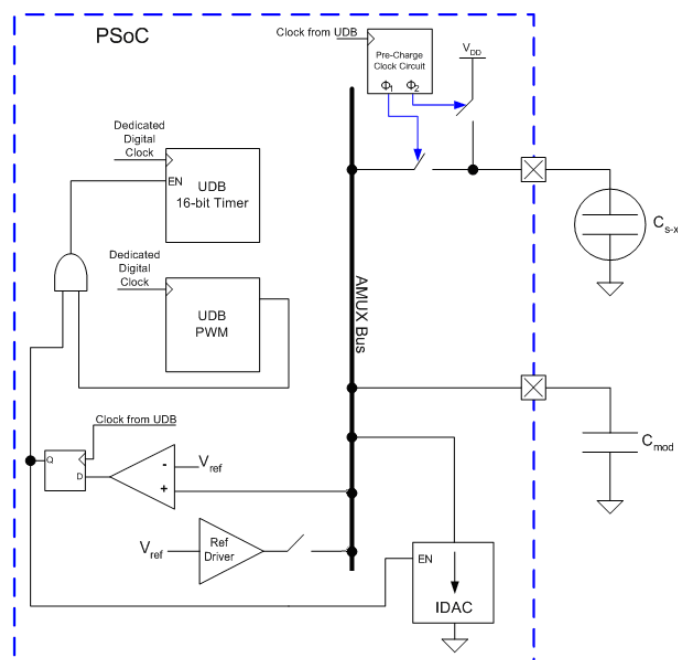 PSoC
Clock from UDB
Pre-Charge
Clock Circuit
Φ1 Φ2
VDD
Dedicated
Digital
Clock
EN
UDB
16-bit Timer
Cs-x
Dedicated
Digital
Clock
UDB
PWM
AMUX Bus
Clock from UDB
Q
D
-
+
Vref
Cmod
Vref
Ref
Driver
EN
IDAC